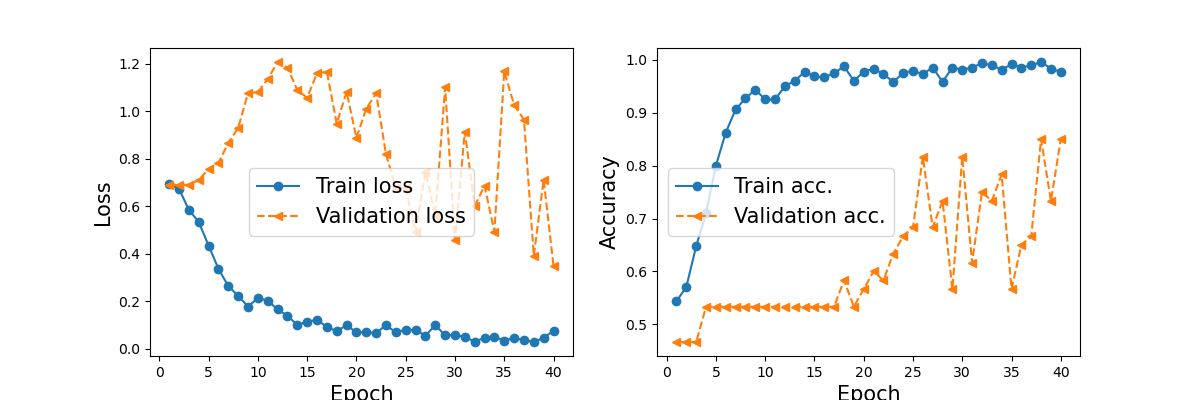 Loss
1.2
1.0
0.8
0.6
0.4
0.2
0.0
Train loss
Validation loss
0 5 10 15 20 25 30 35 40
Epoch
Accuracy
1.0
0.9
0.8
0.7
0.6
0.5
Train acc.
Validation acc.
0 5 10 15 20 25 30 35 40
Epoch